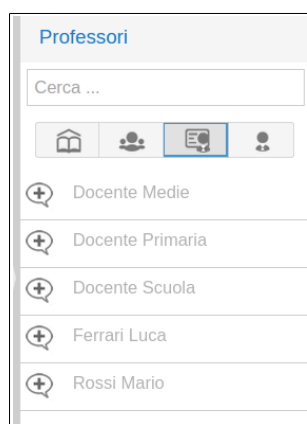 Professori
Cerca ...
Docente Medie
Docente Primaria
Docente Scuola
Ferrari Luca
Rossi Mario